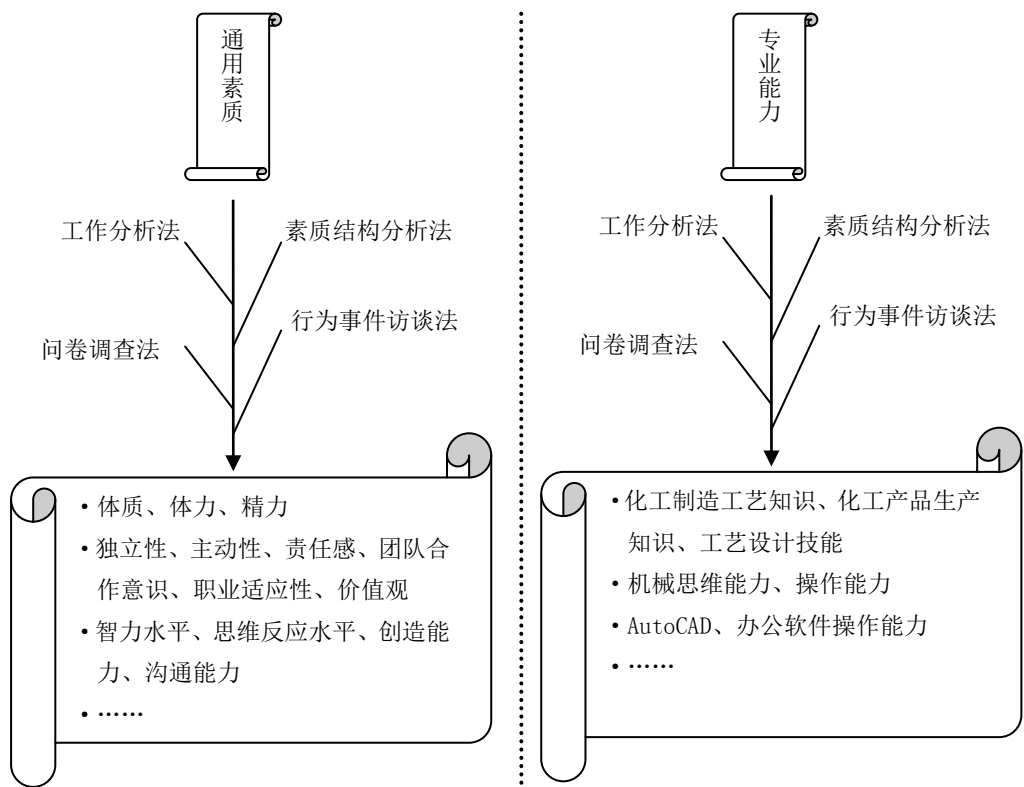 通用素质
工作分析法
素质结构分析法
行为事件访谈法
问卷调查法
•体质、体力、精力
•独立性、主动性、责任感、团队合
作意识、职业适应性、价值观
•智力水平、思维反应水平、创造能
力、沟通能力
•……
专业能力
工作分析法
素质结构分析法
行为事件访谈法
问卷调查法
•化工制造工艺知识、化工产品生产
知识、工艺设计技能
•机械思维能力、操作能力
•AutoCAD、办公软件操作能力
•……